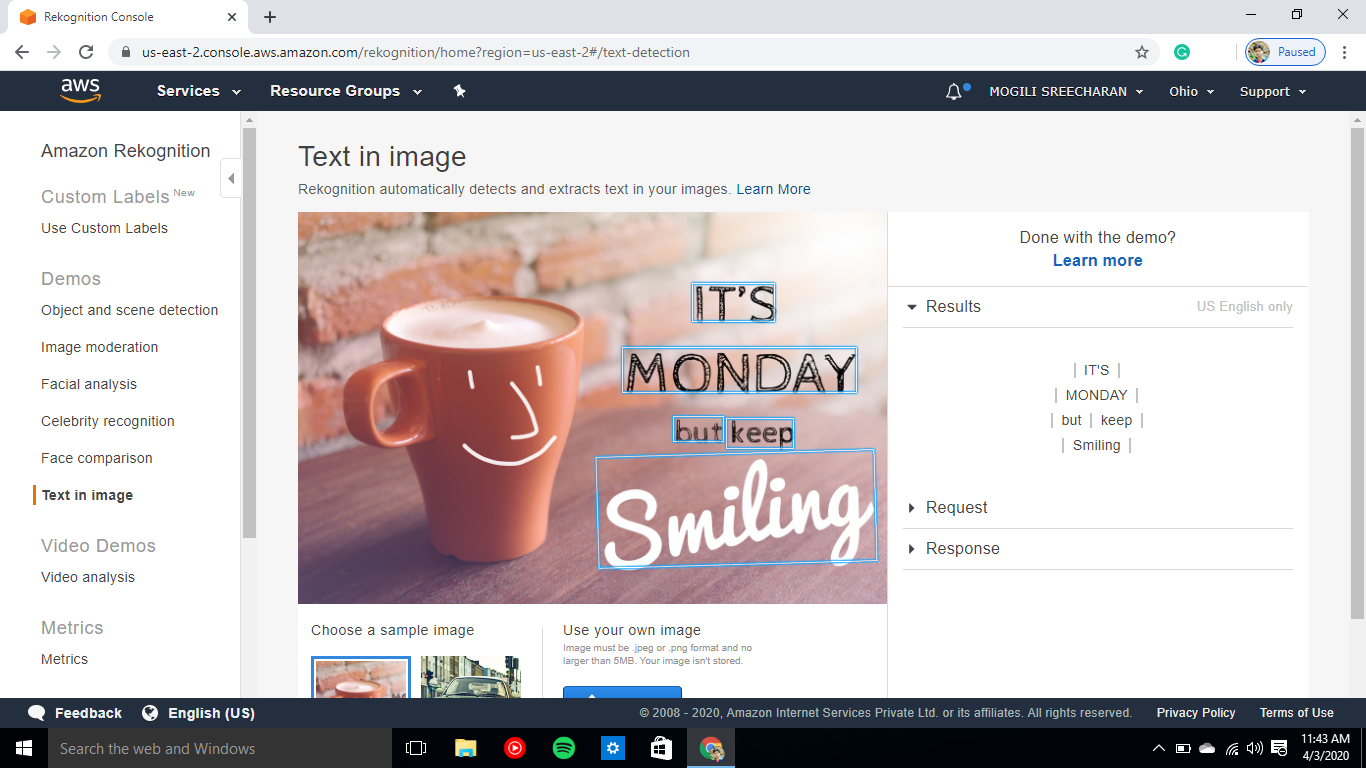 Rekognition Console
us-east-2.console.aws.amazon.com/rekognition/home?region=us-east-2#/text-detection
Paused
aws
Services
Resource Groups
MOGILI SREECHARAN
Ohio
Support
Amazon Rekognition
Custom Labels New
Use Custom Labels
Demos
Object and scene detection
Image moderation
Facial analysis
Celebrity recognition
Face comparison
Text in image
Video Demos
Video analysis
Metrics
Metrics
Text in image
Rekognition automatically detects and extracts text in your images. Learn More
IT'S
MONDAY
but keep
Smiling
Choose a sample image
Use your own image
Image must be .jpeg or .png format and no
larger than 5MB. Your image isn't stored.
Done with the demo?
Learn more
Results
US English only
| IT'S |
| MONDAY |
| but | keep |
| Smiling |
Request
Response
Feedback
English (US)
© 2008 - 2020, Amazon Internet Services Private Ltd. or its affiliates. All rights reserved.
Privacy Policy
Terms of Use
Search the web and Windows
11:43 AM
4/3/2020